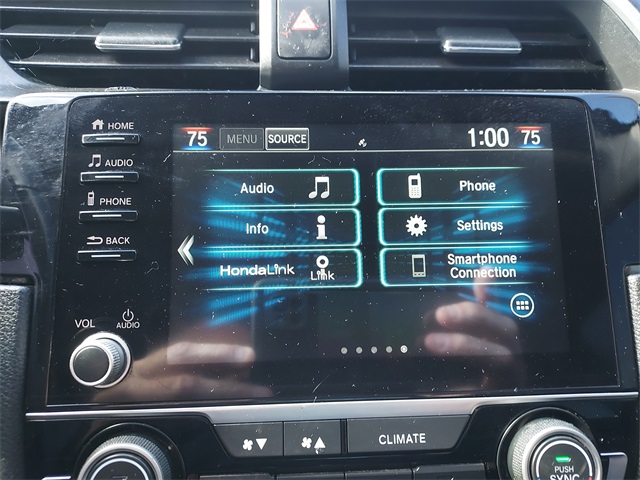 HOME
AUDIO
PHONE
BACK
VOL
AUDIO
75 MENU SOURCE 1:00 75
Audio
Phone
Info
Settings
HondaLink
Link
Smartphone
Connection
CLIMATE
PUSH
SYNC